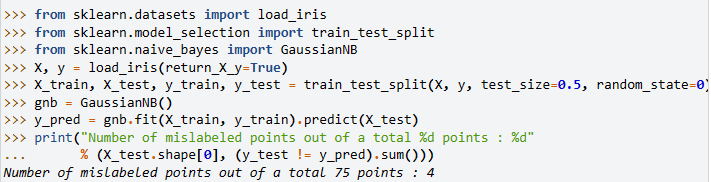 >>> from sklearn.datasets import load_iris
>>> from sklearn.model_selection import train_test_split
>>> from sklearn.naive_bayes import GaussianNB
>>> X, y = load_iris(return_X_y=True)
>>> X_train, X_test, y_train, y_test = train_test_split(X, y, test_size=0.5, random_state=0)
>>> gnb = GaussianNB()
>>> y_pred = gnb.fit(X_train, y_train).predict(X_test)
>>> print("Number of mislabeled points out of a total %d points : %d"
...       % (X_test.shape[0], (y_test != y_pred).sum()))
Number of mislabeled points out of a total 75 points : 4